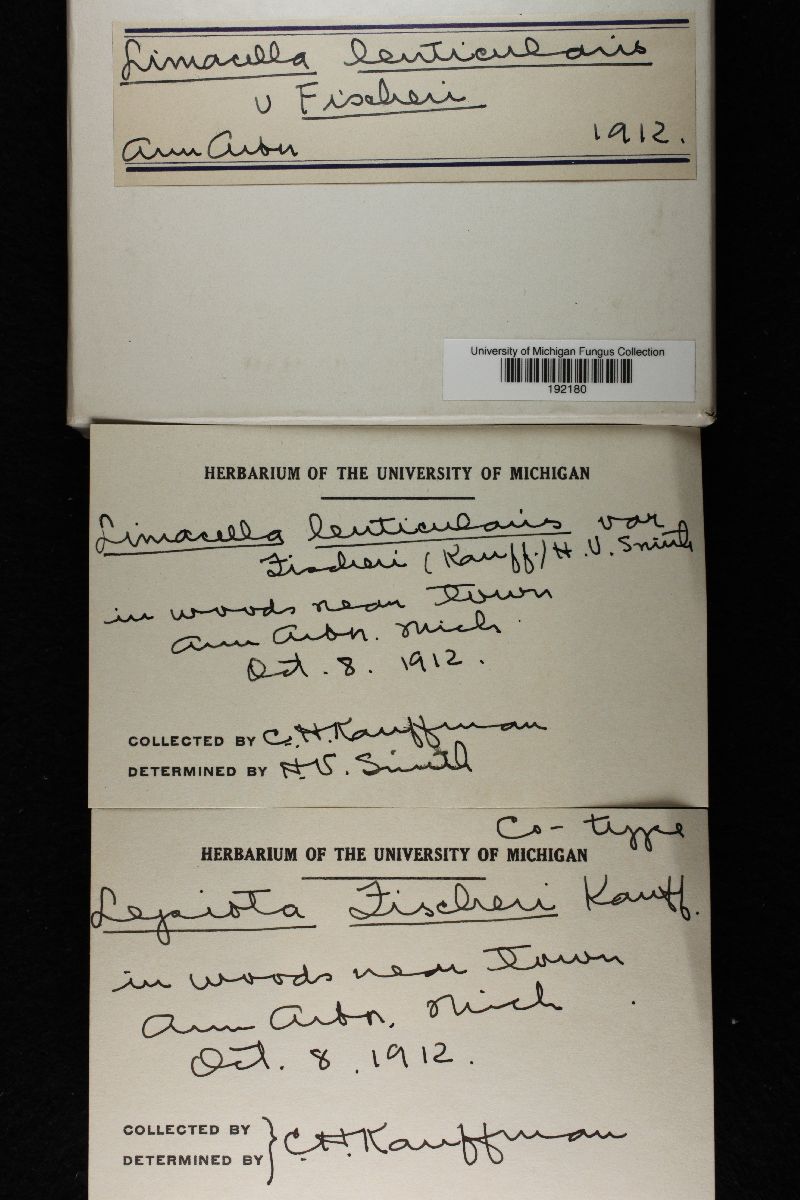 Limacella lenticularis
v Fischeri
Ann Arbor 1912.
University of Michigan Fungus Collection
192180
HERBARIUM OF THE UNIVERSITY OF MICHIGAN
Limacella lenticularis var
Fischeri (Kauff.) H.V. Smith
in woods near town
Ann Arbor. Mich.
Oct. 8. 1912.
COLLECTED BY C.H. Kauffman
DETERMINED BY H.V. Smith
Co-type
HERBARIUM OF THE UNIVERSITY OF MICHIGAN
Lepiota Fischeri Kauff.
in woods near town
Ann Arbor. Mich.
Oct. 8. 1912.
COLLECTED BY
DETERMINED BY } C.H. Kauffman